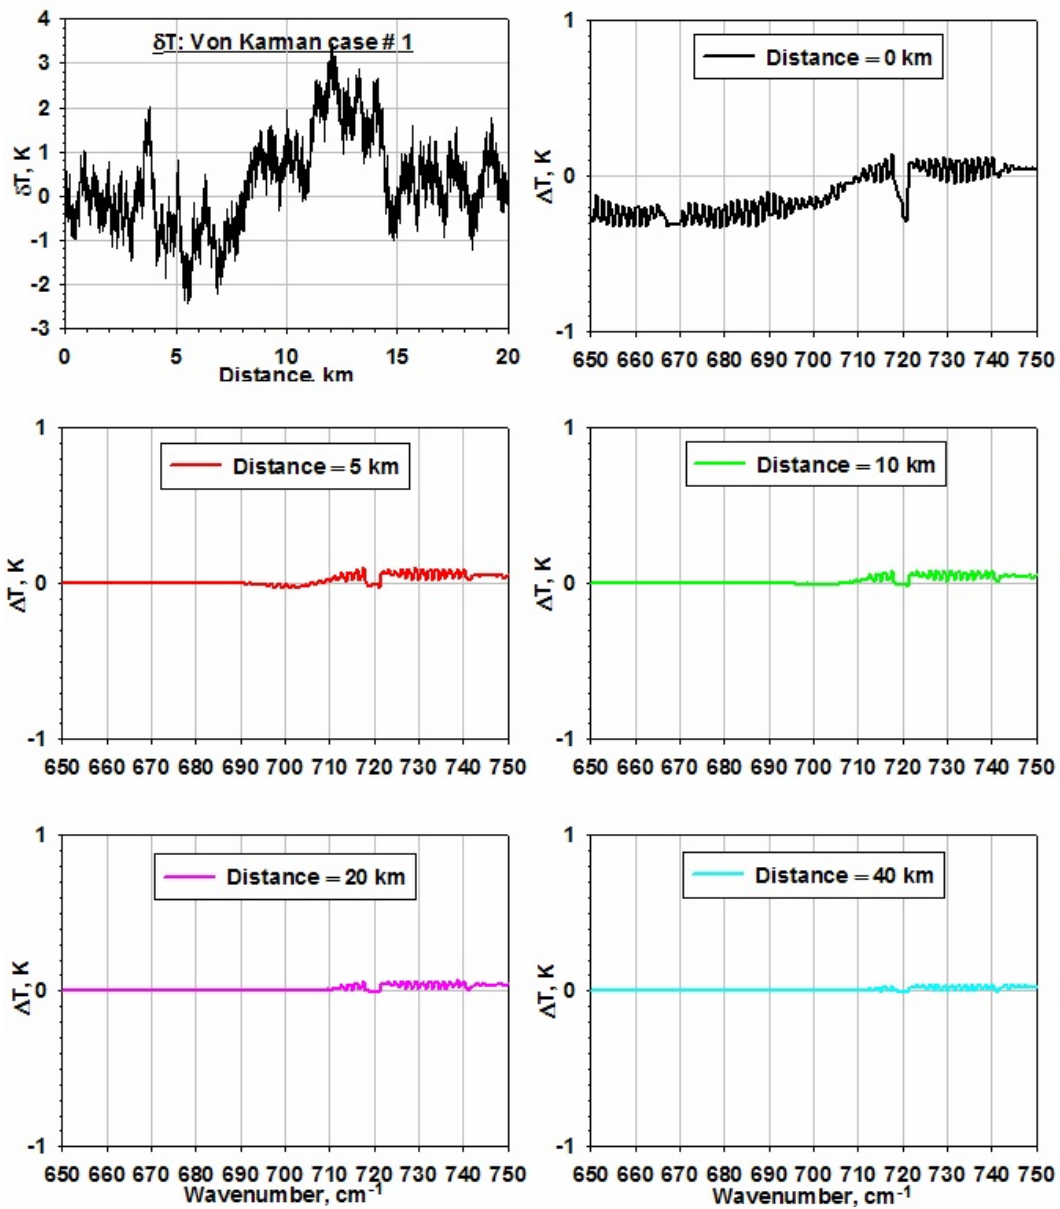 δT: Von Karman case # 1
4
3
2
1
0
-1
-2
-3
δT, K
0 5 10 15 20
Distance, km
Distance = 0 km
1
0
-1
ΔT, K
650 660 670 680 690 700 710 720 730 740 750
Distance = 5 km
1
0
-1
ΔT, K
650 660 670 680 690 700 710 720 730 740 750
Distance = 10 km
1
0
-1
ΔT, K
650 660 670 680 690 700 710 720 730 740 750
Distance = 20 km
1
0
-1
ΔT, K
650 660 670 680 690 700 710 720 730 740 750
Wavenumber, cm⁻¹
Distance = 40 km
1
0
-1
ΔT, K
650 660 670 680 690 700 710 720 730 740 750
Wavenumber, cm⁻¹